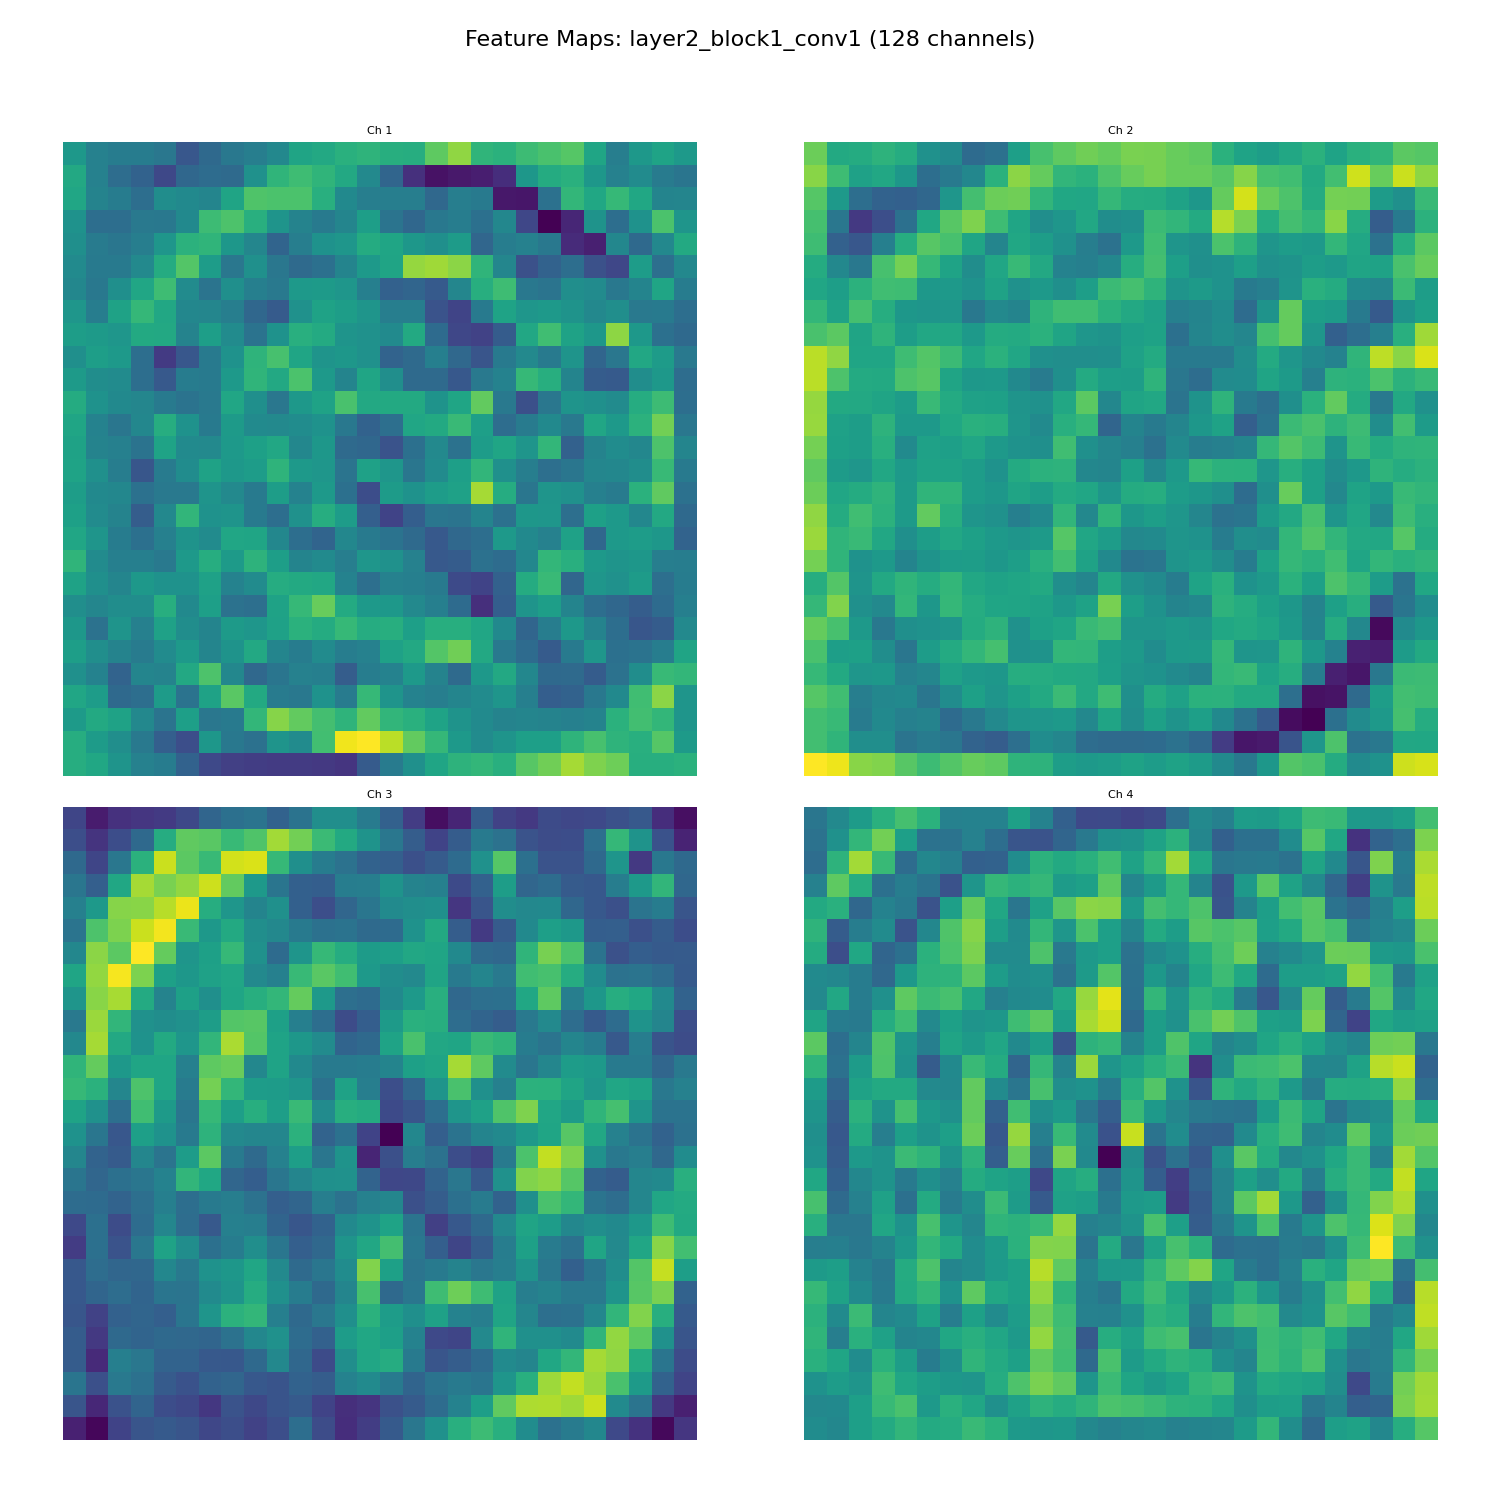 Feature Maps: layer2_block1_conv1 (128 channels)
Ch 1
Ch 2
Ch 3
Ch 4